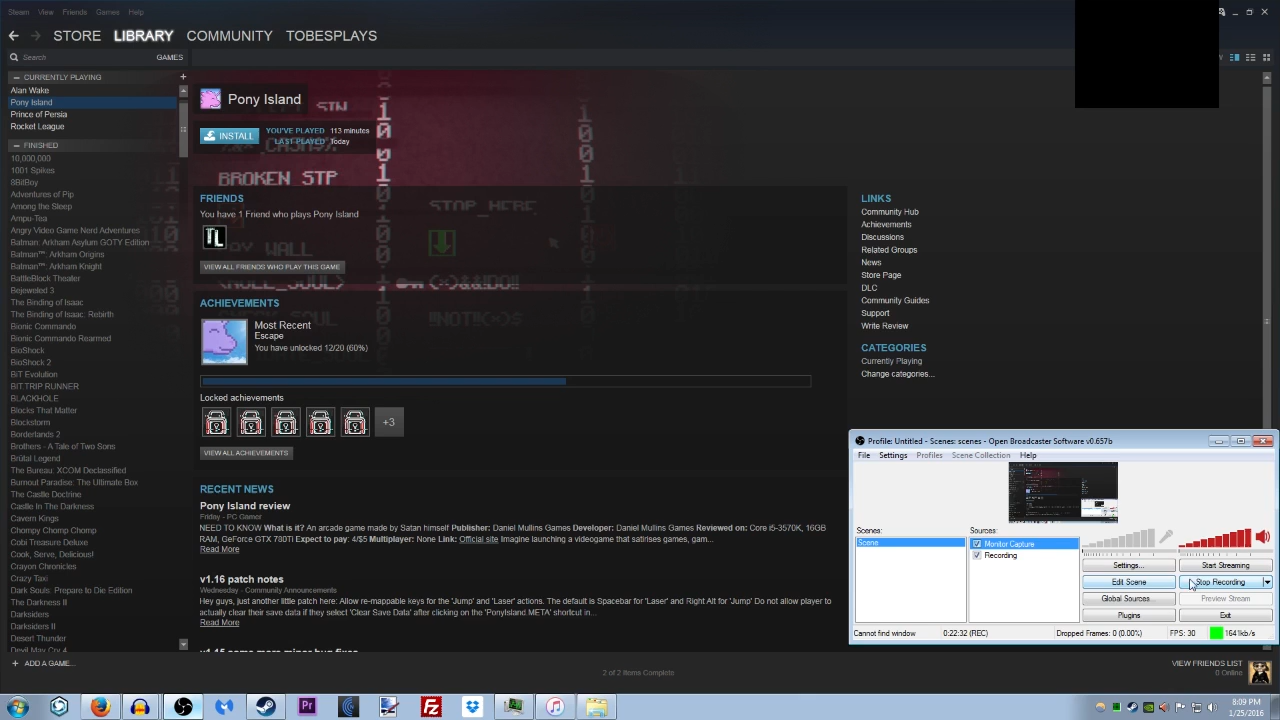 Steam View Friends Games Help
STORE LIBRARY COMMUNITY TOBESPLAYS
Search GAMES
CURRENTLY PLAYING
Alan Wake
Pony Island
Prince of Persia
Rocket League
FINISHED
10,000,000
1001 Spikes
8BitBoy
Adventures of Pip
Among the Sleep
Ampu-Tea
Angry Video Game Nerd Adventures
Batman: Arkham Asylum GOTY Edition
Batman™: Arkham Origins
Batman™: Arkham Knight
BattleBlock Theater
Bejeweled 3
The Binding of Isaac
The Binding of Isaac: Rebirth
Bionic Commando
Bionic Commando Rearmed
BioShock
BioShock 2
BiT Evolution
BIT.TRIP RUNNER
BLACKHOLE
Blocks That Matter
Blockstorm
Borderlands 2
Brothers - A Tale of Two Sons
Brütal Legend
The Bureau: XCOM Declassified
Burnout Paradise: The Ultimate Box
The Castle Doctrine
Castle In The Darkness
Cavern Kings
Chompy Chomp Chomp
Cobi Treasure Deluxe
Cook, Serve, Delicious!
Crayon Chronicles
Crazy Taxi
Dark Souls: Prepare to Die Edition
The Darkness II
Darksiders
Darksiders II
Desert Thunder
Devil May Cry 4
ADD A GAME...
Pony Island
INSTALL
YOU'VE PLAYED 113 minutes
LAST PLAYED Today
BROKEN STP
STOP_HERE
WALL
FRIENDS
You have 1 Friend who plays Pony Island
VIEW ALL FRIENDS WHO PLAY THIS GAME
ACHIEVEMENTS
Most Recent
Escape
You have unlocked 12/20 (60%)
Locked achievements
+3
VIEW ALL ACHIEVEMENTS
RECENT NEWS
Pony Island review
Friday - PC Gamer
NEED TO KNOW What is it? An arcade game made by Satan himself Publisher: Daniel Mullins Games Developer: Daniel Mullins Games Reviewed on: Core i5-3570K, 16GB
RAM, GeForce GTX 780Ti Expect to pay: 4/$5 Multiplayer: None Link: Official site Imagine launching a videogame that satirises games, gam...
Read More
v1.16 patch notes
Wednesday - Community Announcements
Hey guys, just another little patch here: Allow re-mappable keys for the 'Jump' and 'Laser' actions. The default is Spacebar for 'Laser' and Right Alt for 'Jump' Do not allow player to
actually clear their save data if they select 'Clear Save Data' after clicking on the 'PonyIsland META' shortcut in...
Read More
v1.15 some more minor bug fixes
2 of 2 Items Complete
LINKS
Community Hub
Achievements
Discussions
Related Groups
News
Store Page
DLC
Community Guides
Support
Write Review
CATEGORIES
Currently Playing
Change categories...
Profile: Untitled - Scenes: scenes - Open Broadcaster Software v0.657b
File Settings Profiles Scene Collection Help
Scenes:
Scene
Sources:
Monitor Capture
Recording
Settings... Start Streaming
Edit Scene Stop Recording
Global Sources... Preview Stream
Plugins Exit
Cannot find window 0:22:32 (REC) Dropped Frames: 0 (0.00%) FPS: 30 1641kb/s
VIEW FRIENDS LIST
0 Online
8:09 PM
1/25/2016